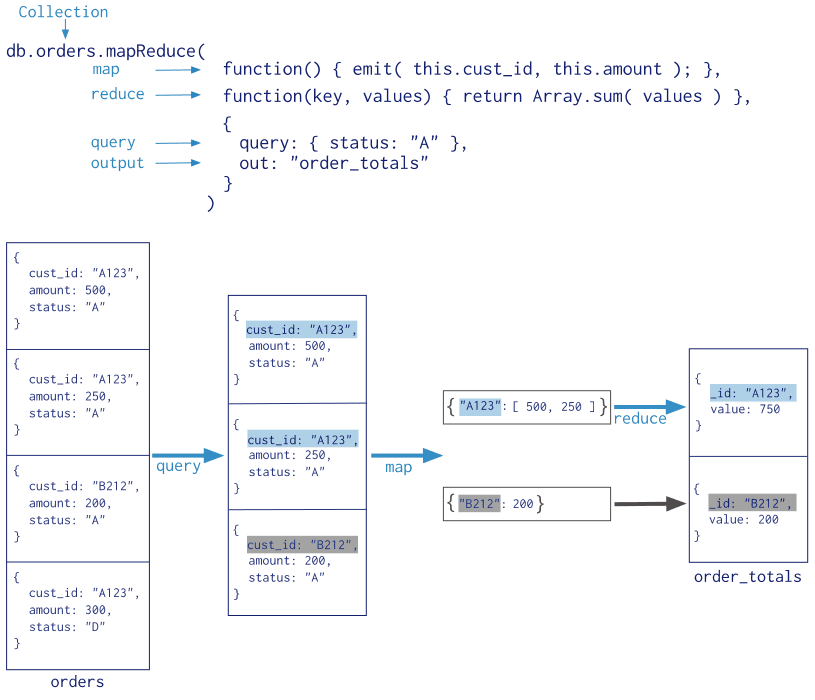 Collection
db.orders.mapReduce(
map function() { emit( this.cust_id, this.amount ); },
reduce function(key, values) { return Array.sum( values ) },
{
query query: { status: "A" },
output out: "order_totals"
}
)
{
cust_id: "A123",
amount: 500,
status: "A"
}
{
cust_id: "A123",
amount: 250,
status: "A"
}
{
cust_id: "B212",
amount: 200,
status: "A"
}
{
cust_id: "A123",
amount: 300,
status: "D"
}
orders
query
{
cust_id: "A123",
amount: 500,
status: "A"
}
{
cust_id: "A123",
amount: 250,
status: "A"
}
{
cust_id: "B212",
amount: 200,
status: "A"
}
map
{ "A123": [ 500, 250 ] }
{ "B212": 200 }
reduce
{
_id: "A123",
value: 750
}
{
_id: "B212",
value: 200
}
order_totals